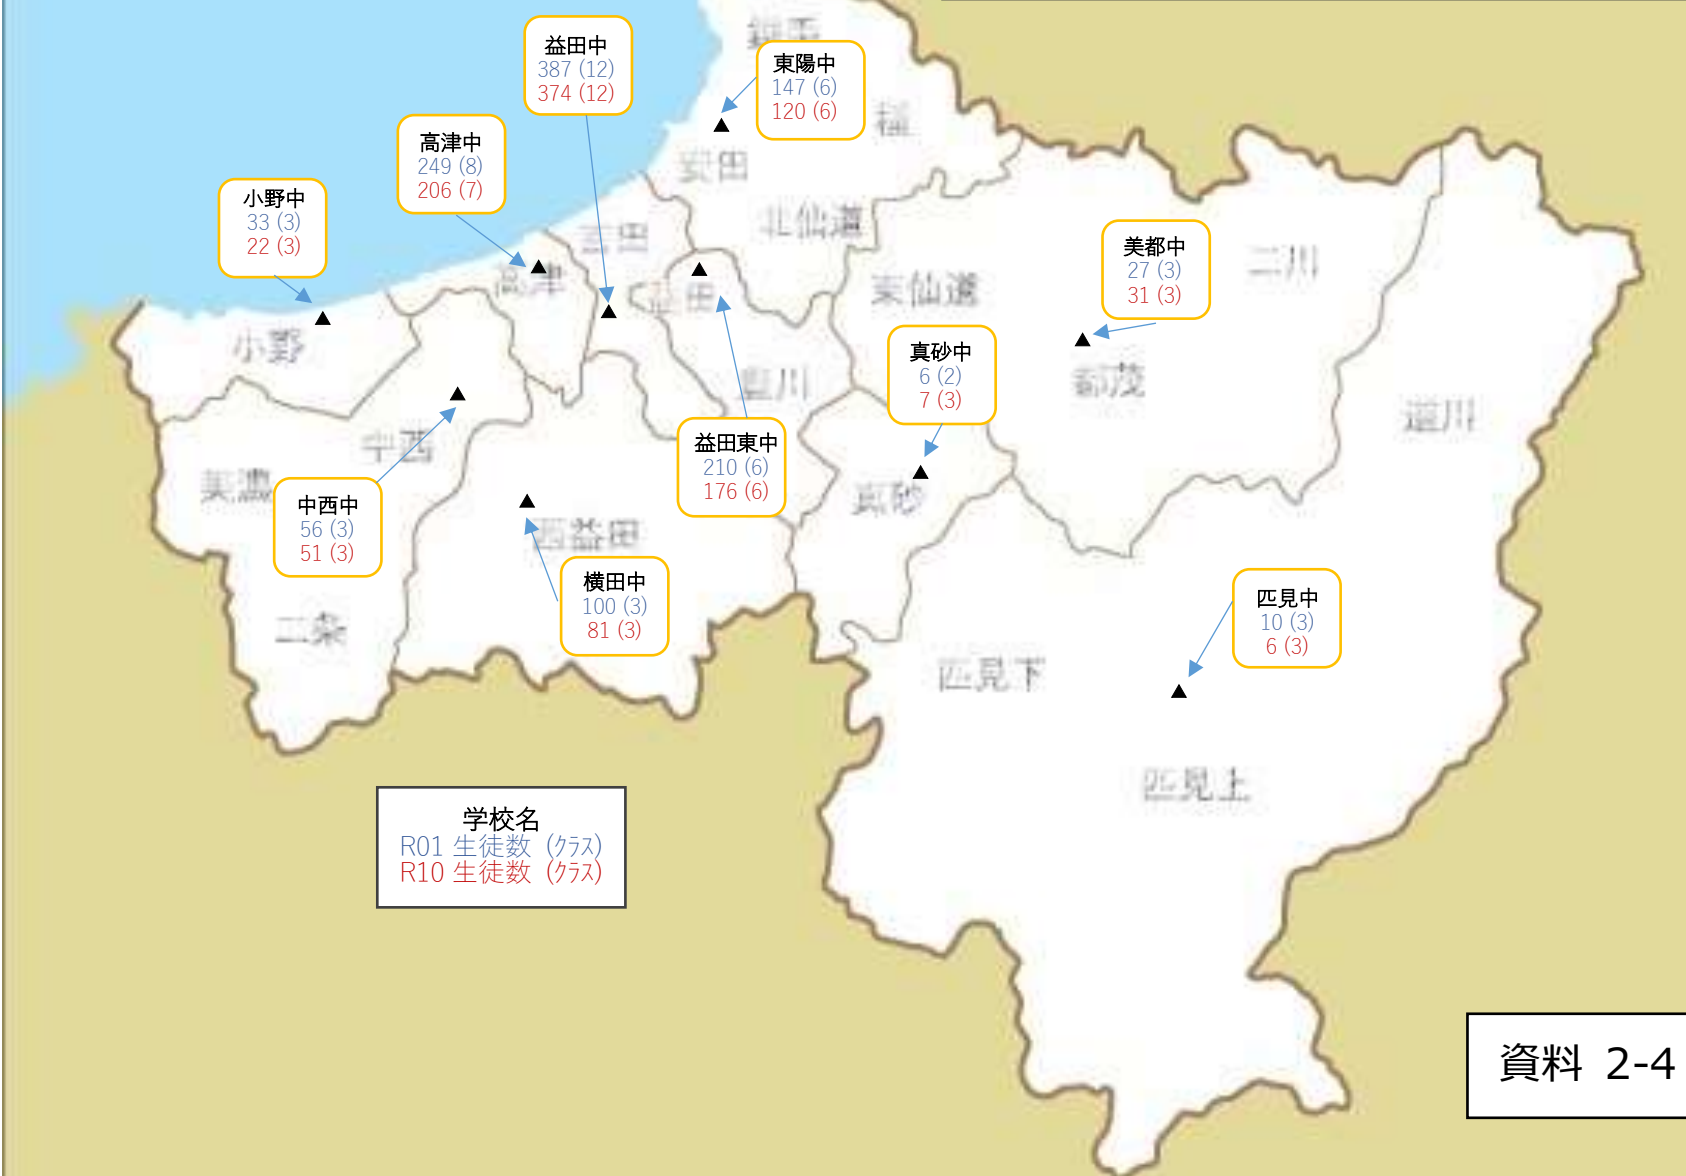 益田中
387 (12)
374 (12)
東陽中
147 (6)
120 (6)
種
安田
高津中
249 (8)
206 (7)
小野中
33 (3)
22 (3)
北仙道
美都中
27 (3)
31 (3)
二川
東仙道
高津
小野
真砂中
6 (2)
7 (3)
都茂
豊川
道川
中西
益田東中
210 (6)
176 (6)
美濃
真砂
中西中
56 (3)
51 (3)
西益田
横田中
100 (3)
81 (3)
匹見中
10 (3)
6 (3)
二条
匹見下
匹見上
学校名
R01 生徒数 (ｸﾗｽ)
R10 生徒数 (ｸﾗｽ)
資料 2-4